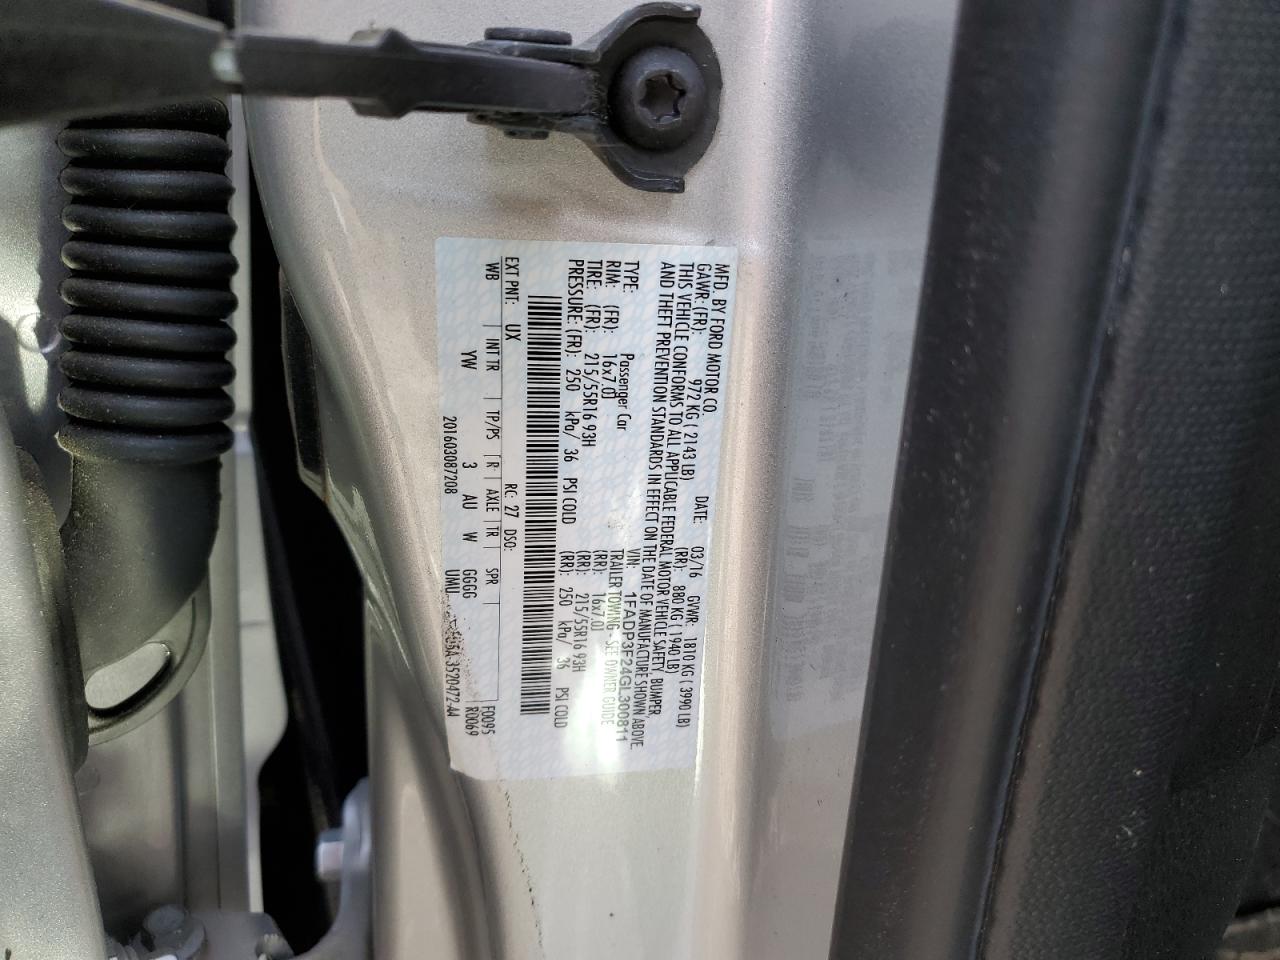 MFD. BY FORD MOTOR CO.
DATE: 03/16 GVWR: 1810 KG ( 3990 LB)
GAWR: (FR): 972 KG ( 2143 LB) (RR): 880 KG ( 1940 LB)
THIS VEHICLE CONFORMS TO ALL APPLICABLE FEDERAL MOTOR VEHICLE SAFETY, BUMPER,
AND THEFT PREVENTION STANDARDS IN EFFECT ON THE DATE OF MANUFACTURE SHOWN ABOVE.
VIN: 1FADP3F24GL300811
TYPE: Passenger Car TRAILER TOWING - SEE OWNER GUIDE
RIM: (FR): 16x7.0J (RR): 16x7.0J
TIRE: (FR): 215/55R16 93H (RR): 215/55R16 93H
PRESSURE: (FR): 250 kPa/ 36 PSI COLD (RR): 250 kPa/ 36 PSI COLD
EXT PNT: UX RC: 27 DSO: F0095
WB INT TR TP/PS R AXLE TR SPR R0069
YW 3 AU W GGGG
201603087208 UMU 3520472-AA